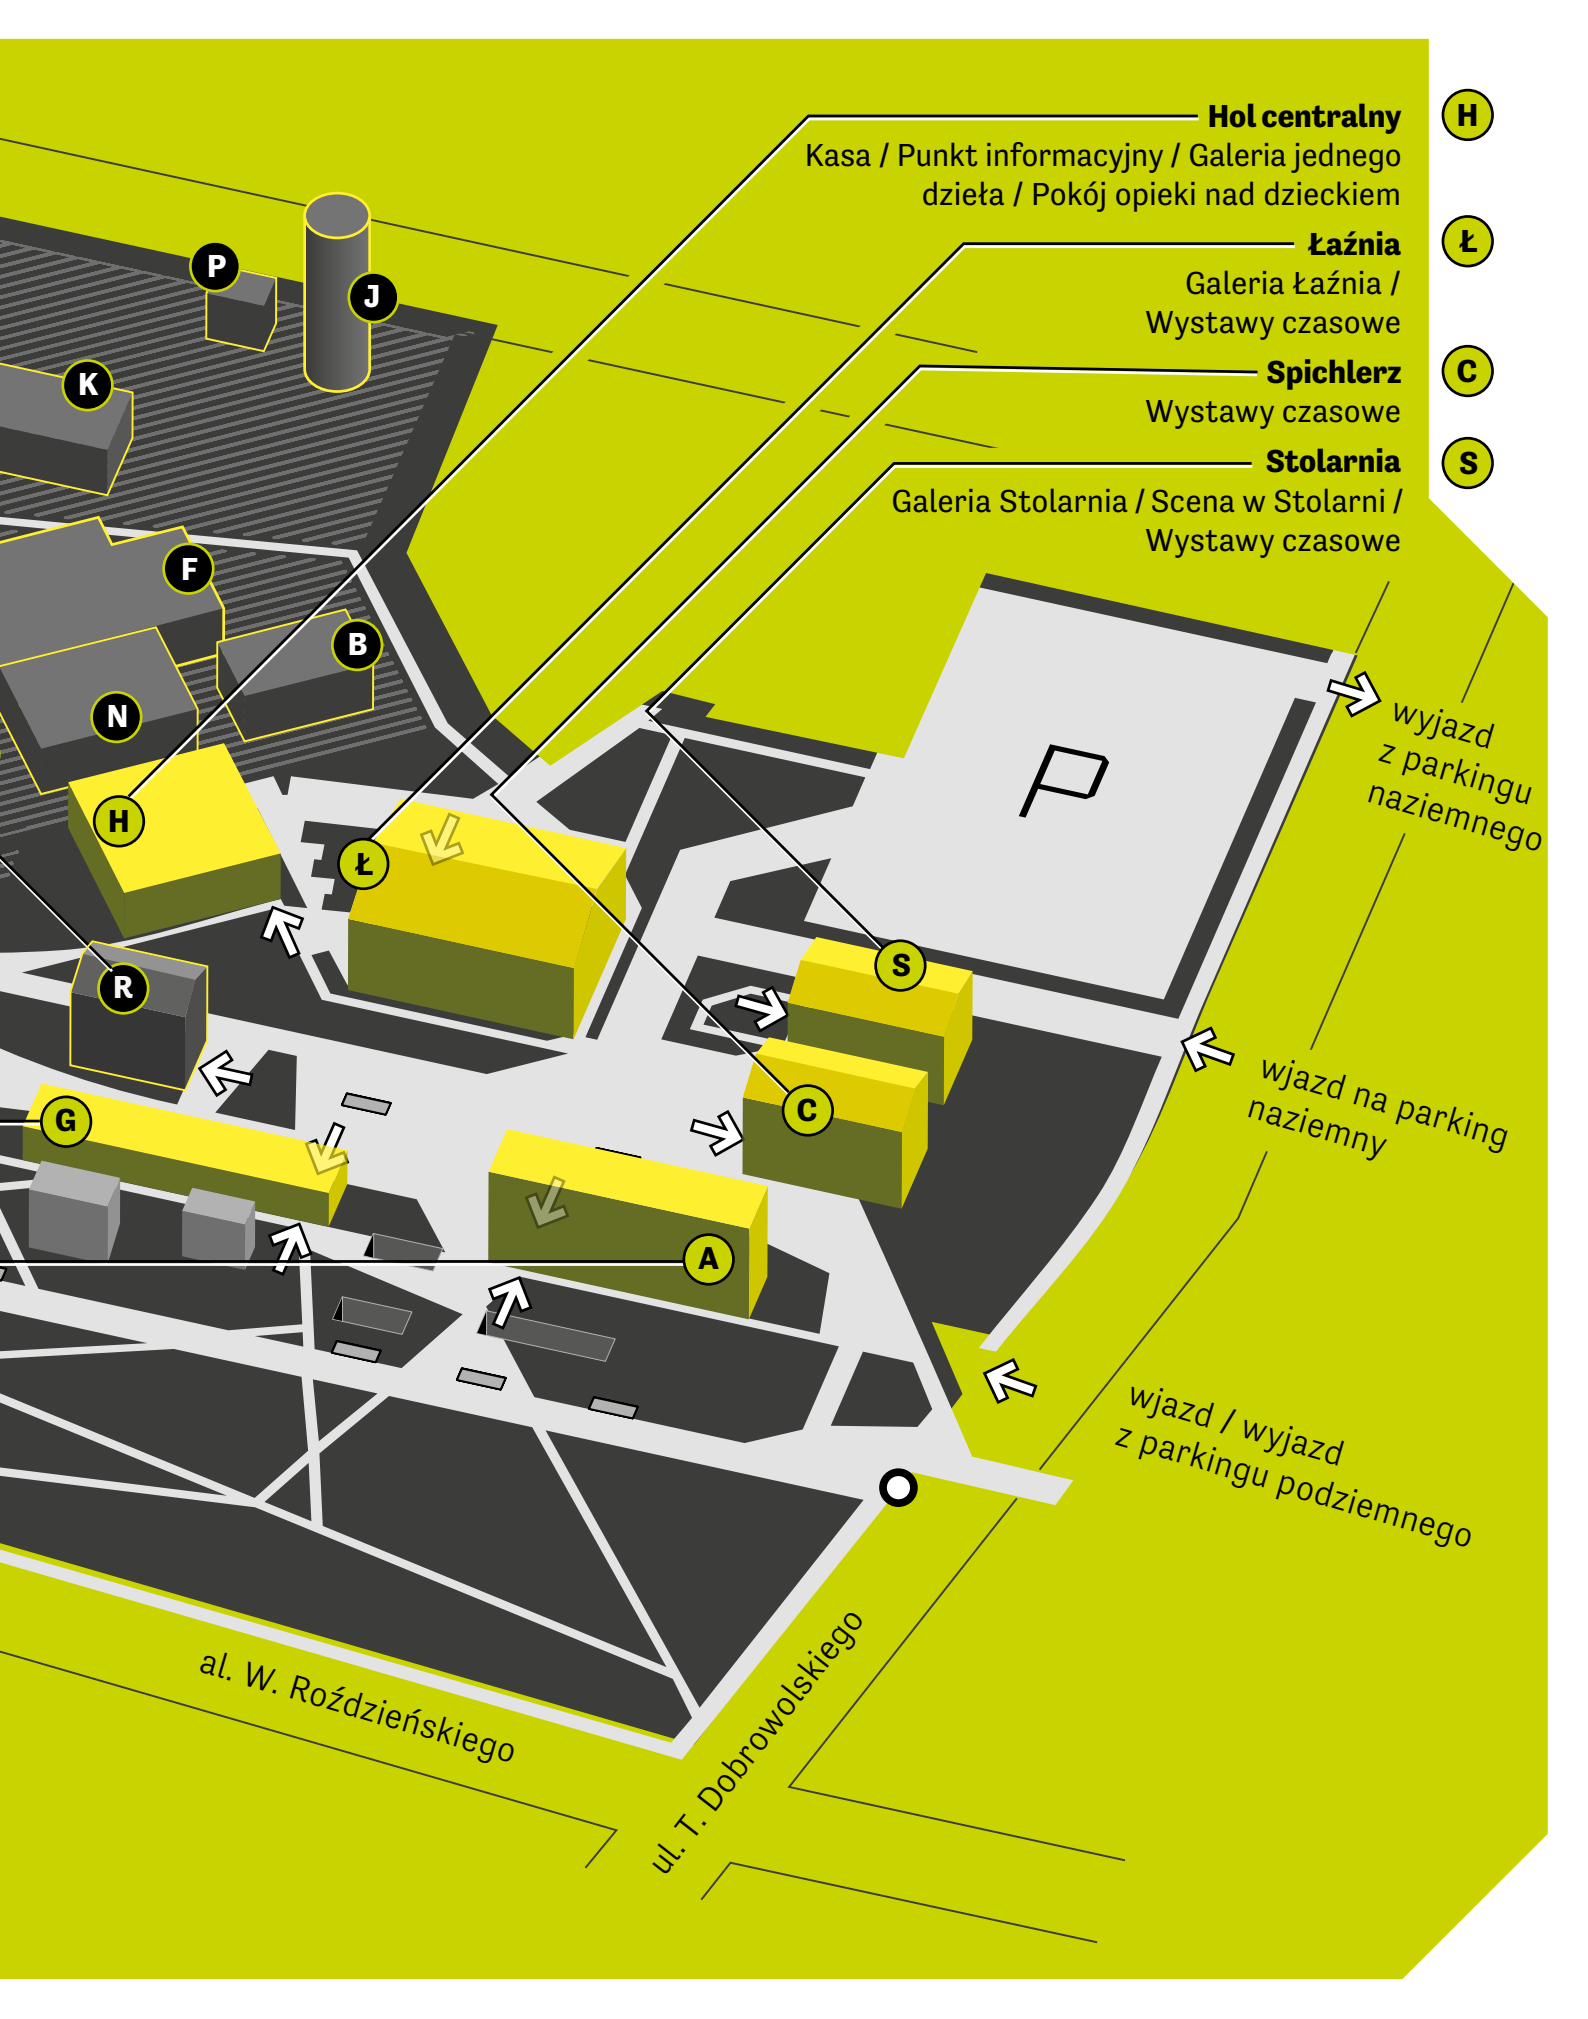 Hol centralny
H
Kasa / Punkt informacyjny / Galeria jednego
dzieła / Pokój opieki nad dzieckiem
Łaźnia
Ł
Galeria Łaźnia /
Wystawy czasowe
Spichlerz
C
Wystawy czasowe
Stolarnia
S
Galeria Stolarnia / Scena w Stolarni /
Wystawy czasowe
P
J
K
F
B
N
H
Ł
R
S
C
G
A
P
wyjazd
z parkingu
naziemnego
wjazd na parking
naziemny
wjazd / wyjazd
z parkingu podziemnego
al. W. Roździeńskiego
ul. T. Dobrowolskiego